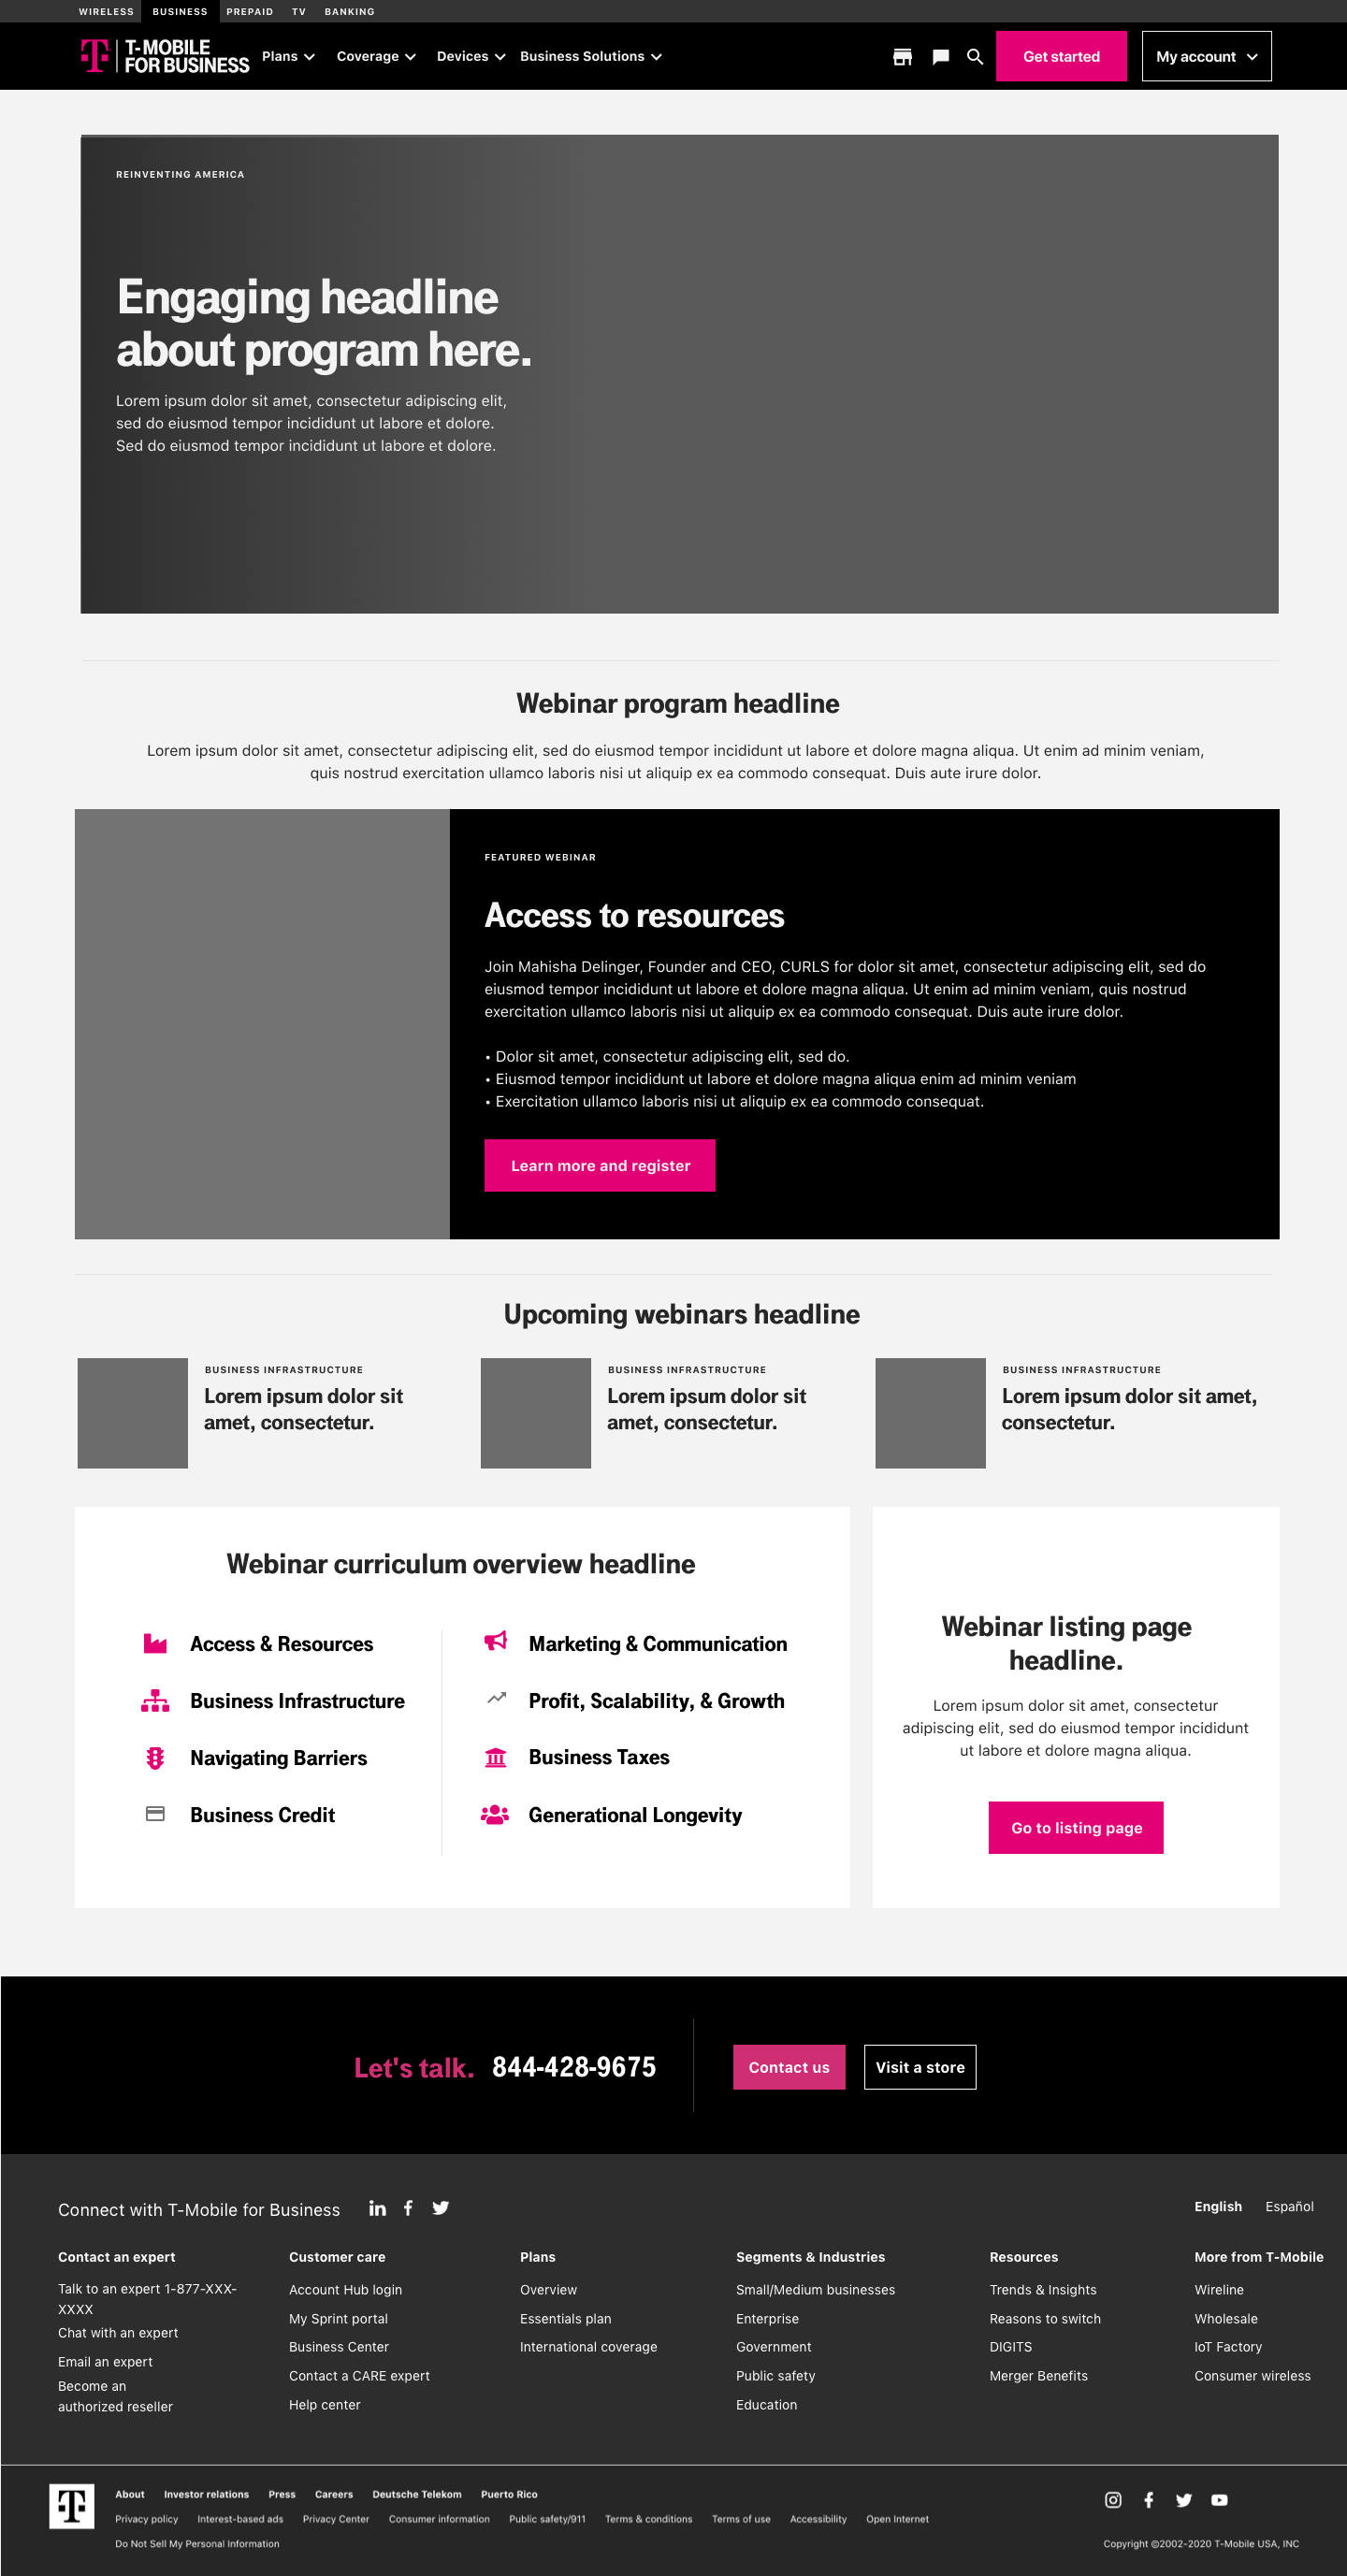 WIRELESS BUSINESS PREPAID TV BANKING
T-MOBILE
FOR BUSINESS
Plans Coverage Devices Business Solutions Get started My account
REINVENTING AMERICA
Engaging headline
about program here.
Lorem ipsum dolor sit amet, consectetur adipiscing elit,
sed do eiusmod tempor incididunt ut labore et dolore.
Sed do eiusmod tempor incididunt ut labore et dolore.
Webinar program headline
Lorem ipsum dolor sit amet, consectetur adipiscing elit, sed do eiusmod tempor incididunt ut labore et dolore magna aliqua. Ut enim ad minim veniam,
quis nostrud exercitation ullamco laboris nisi ut aliquip ex ea commodo consequat. Duis aute irure dolor.
FEATURED WEBINAR
Access to resources
Join Mahisha Delinger, Founder and CEO, CURLS for dolor sit amet, consectetur adipiscing elit, sed do
eiusmod tempor incididunt ut labore et dolore magna aliqua. Ut enim ad minim veniam, quis nostrud
exercitation ullamco laboris nisi ut aliquip ex ea commodo consequat. Duis aute irure dolor.
• Dolor sit amet, consectetur adipiscing elit, sed do.
• Eiusmod tempor incididunt ut labore et dolore magna aliqua enim ad minim veniam
• Exercitation ullamco laboris nisi ut aliquip ex ea commodo consequat.
Learn more and register
Upcoming webinars headline
BUSINESS INFRASTRUCTURE
Lorem ipsum dolor sit
amet, consectetur.
BUSINESS INFRASTRUCTURE
Lorem ipsum dolor sit
amet, consectetur.
BUSINESS INFRASTRUCTURE
Lorem ipsum dolor sit amet,
consectetur.
Webinar curriculum overview headline
Access & Resources
Business Infrastructure
Navigating Barriers
Business Credit
Marketing & Communication
Profit, Scalability, & Growth
Business Taxes
Generational Longevity
Webinar listing page
headline.
Lorem ipsum dolor sit amet, consectetur
adipiscing elit, sed do eiusmod tempor incididunt
ut labore et dolore magna aliqua.
Go to listing page
Let's talk. 844-428-9675 Contact us Visit a store
Connect with T-Mobile for Business
English Español
Contact an expert
Talk to an expert 1-877-XXX-
XXXX
Chat with an expert
Email an expert
Become an
authorized reseller
Customer care
Account Hub login
My Sprint portal
Business Center
Contact a CARE expert
Help center
Plans
Overview
Essentials plan
International coverage
Segments & Industries
Small/Medium businesses
Enterprise
Government
Public safety
Education
Resources
Trends & Insights
Reasons to switch
DIGITS
Merger Benefits
More from T-Mobile
Wireline
Wholesale
IoT Factory
Consumer wireless
About Investor relations Press Careers Deutsche Telekom Puerto Rico
Privacy policy Interest-based ads Privacy Center Consumer information Public safety/911 Terms & conditions Terms of use Accessibility Open Internet
Do Not Sell My Personal Information
Copyright ©2002-2020 T-Mobile USA, INC